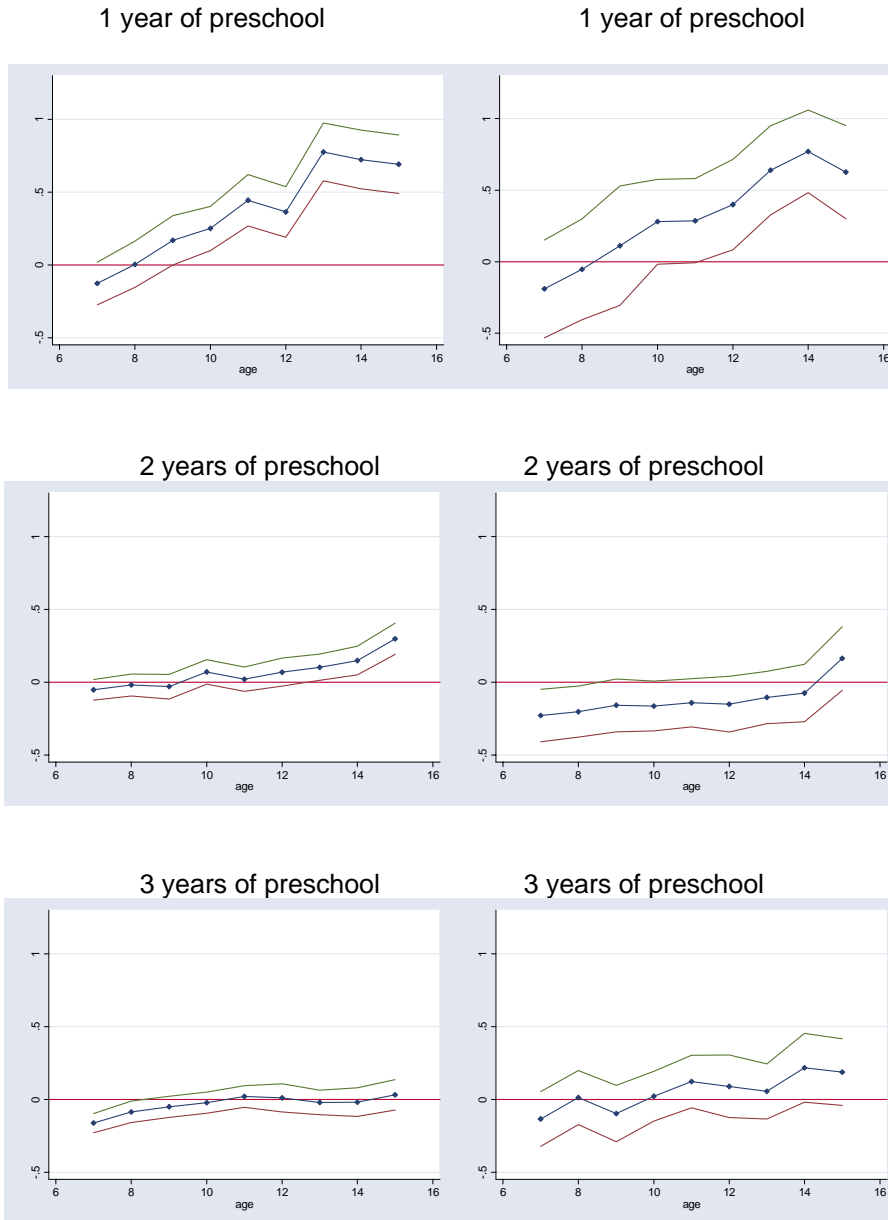 1 year of preschool 1 year of preschool
1 1
.5 .5
0 0
-.5 -.5
6 8 10 12 14 16 6 8 10 12 14 16
age age
2 years of preschool 2 years of preschool
1 1
.5 .5
0 0
-.5 -.5
6 8 10 12 14 16 6 8 10 12 14 16
age age
3 years of preschool 3 years of preschool
1 1
.5 .5
0 0
-.5 -.5
6 8 10 12 14 16 6 8 10 12 14 16
age age